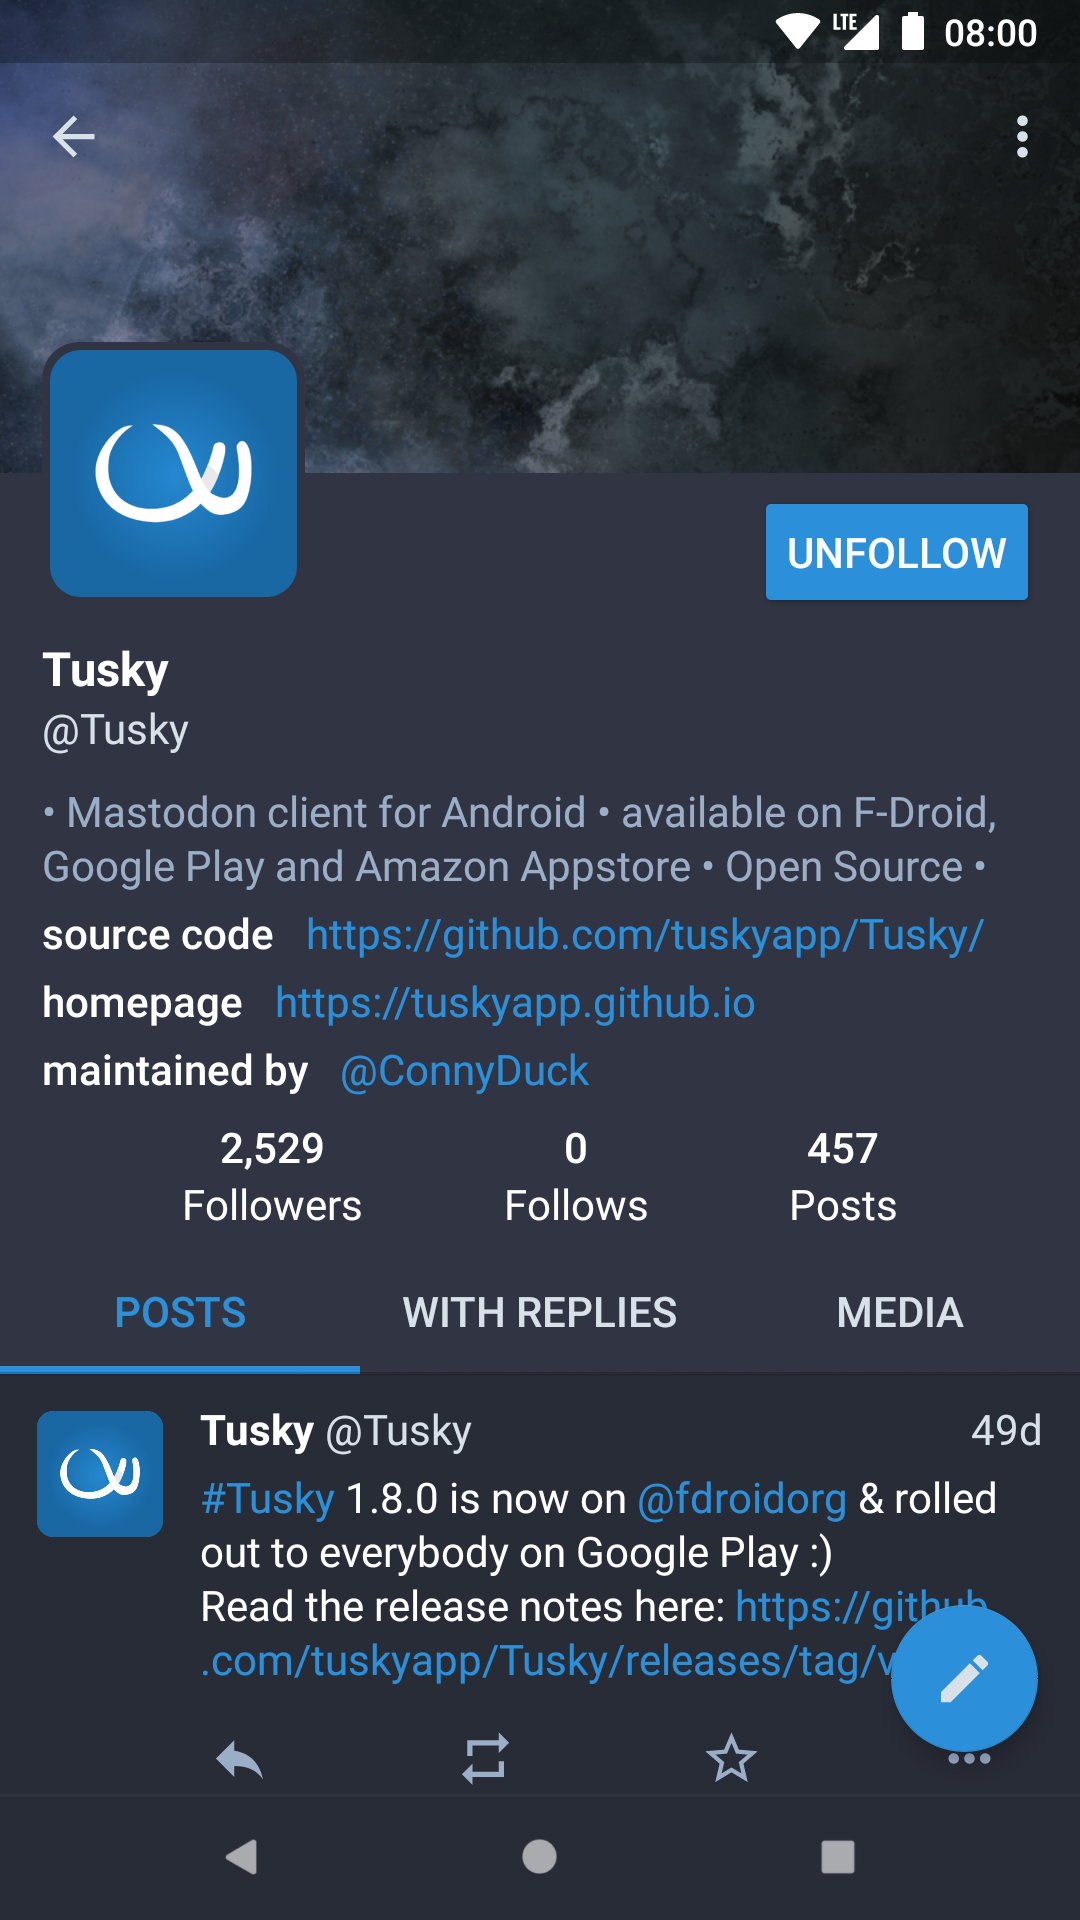 LTE 08:00
UNFOLLOW
Tusky
@Tusky
• Mastodon client for Android • available on F-Droid,
Google Play and Amazon Appstore • Open Source •
source code https://github.com/tuskyapp/Tusky/
homepage https://tuskyapp.github.io
maintained by @ConnyDuck
2,529 0 457
Followers Follows Posts
POSTS WITH REPLIES MEDIA
Tusky @Tusky 49d
#Tusky 1.8.0 is now on @fdroidorg & rolled
out to everybody on Google Play :)
Read the release notes here: https://github
.com/tuskyapp/Tusky/releases/tag/v